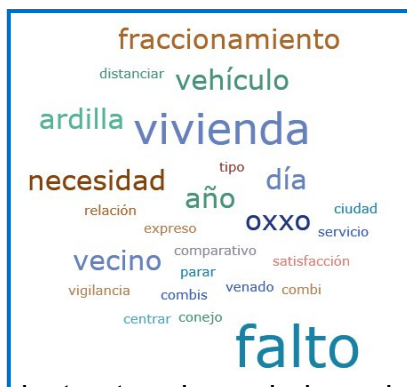 fraccionamiento
distanciar vehículo
ardilla vivienda
tipo
necesidad día
año
relación oxxo ciudad
expreso servicio
vecino comparativo satisfacción
parar
vigilancia combis venado combi
centrar conejo
falto